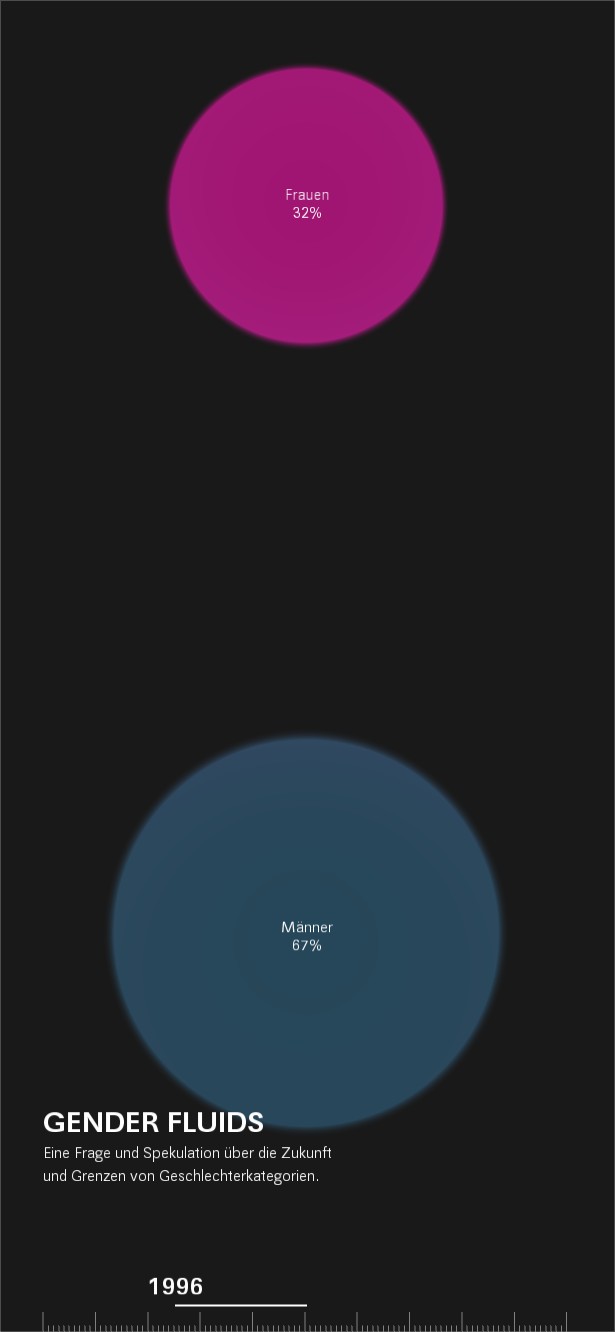 Frauen
32%
Männer
67%
GENDER FLUIDS
Eine Frage und Spekulation über die Zukunft
und Grenzen von Geschlechterkategorien.
1996